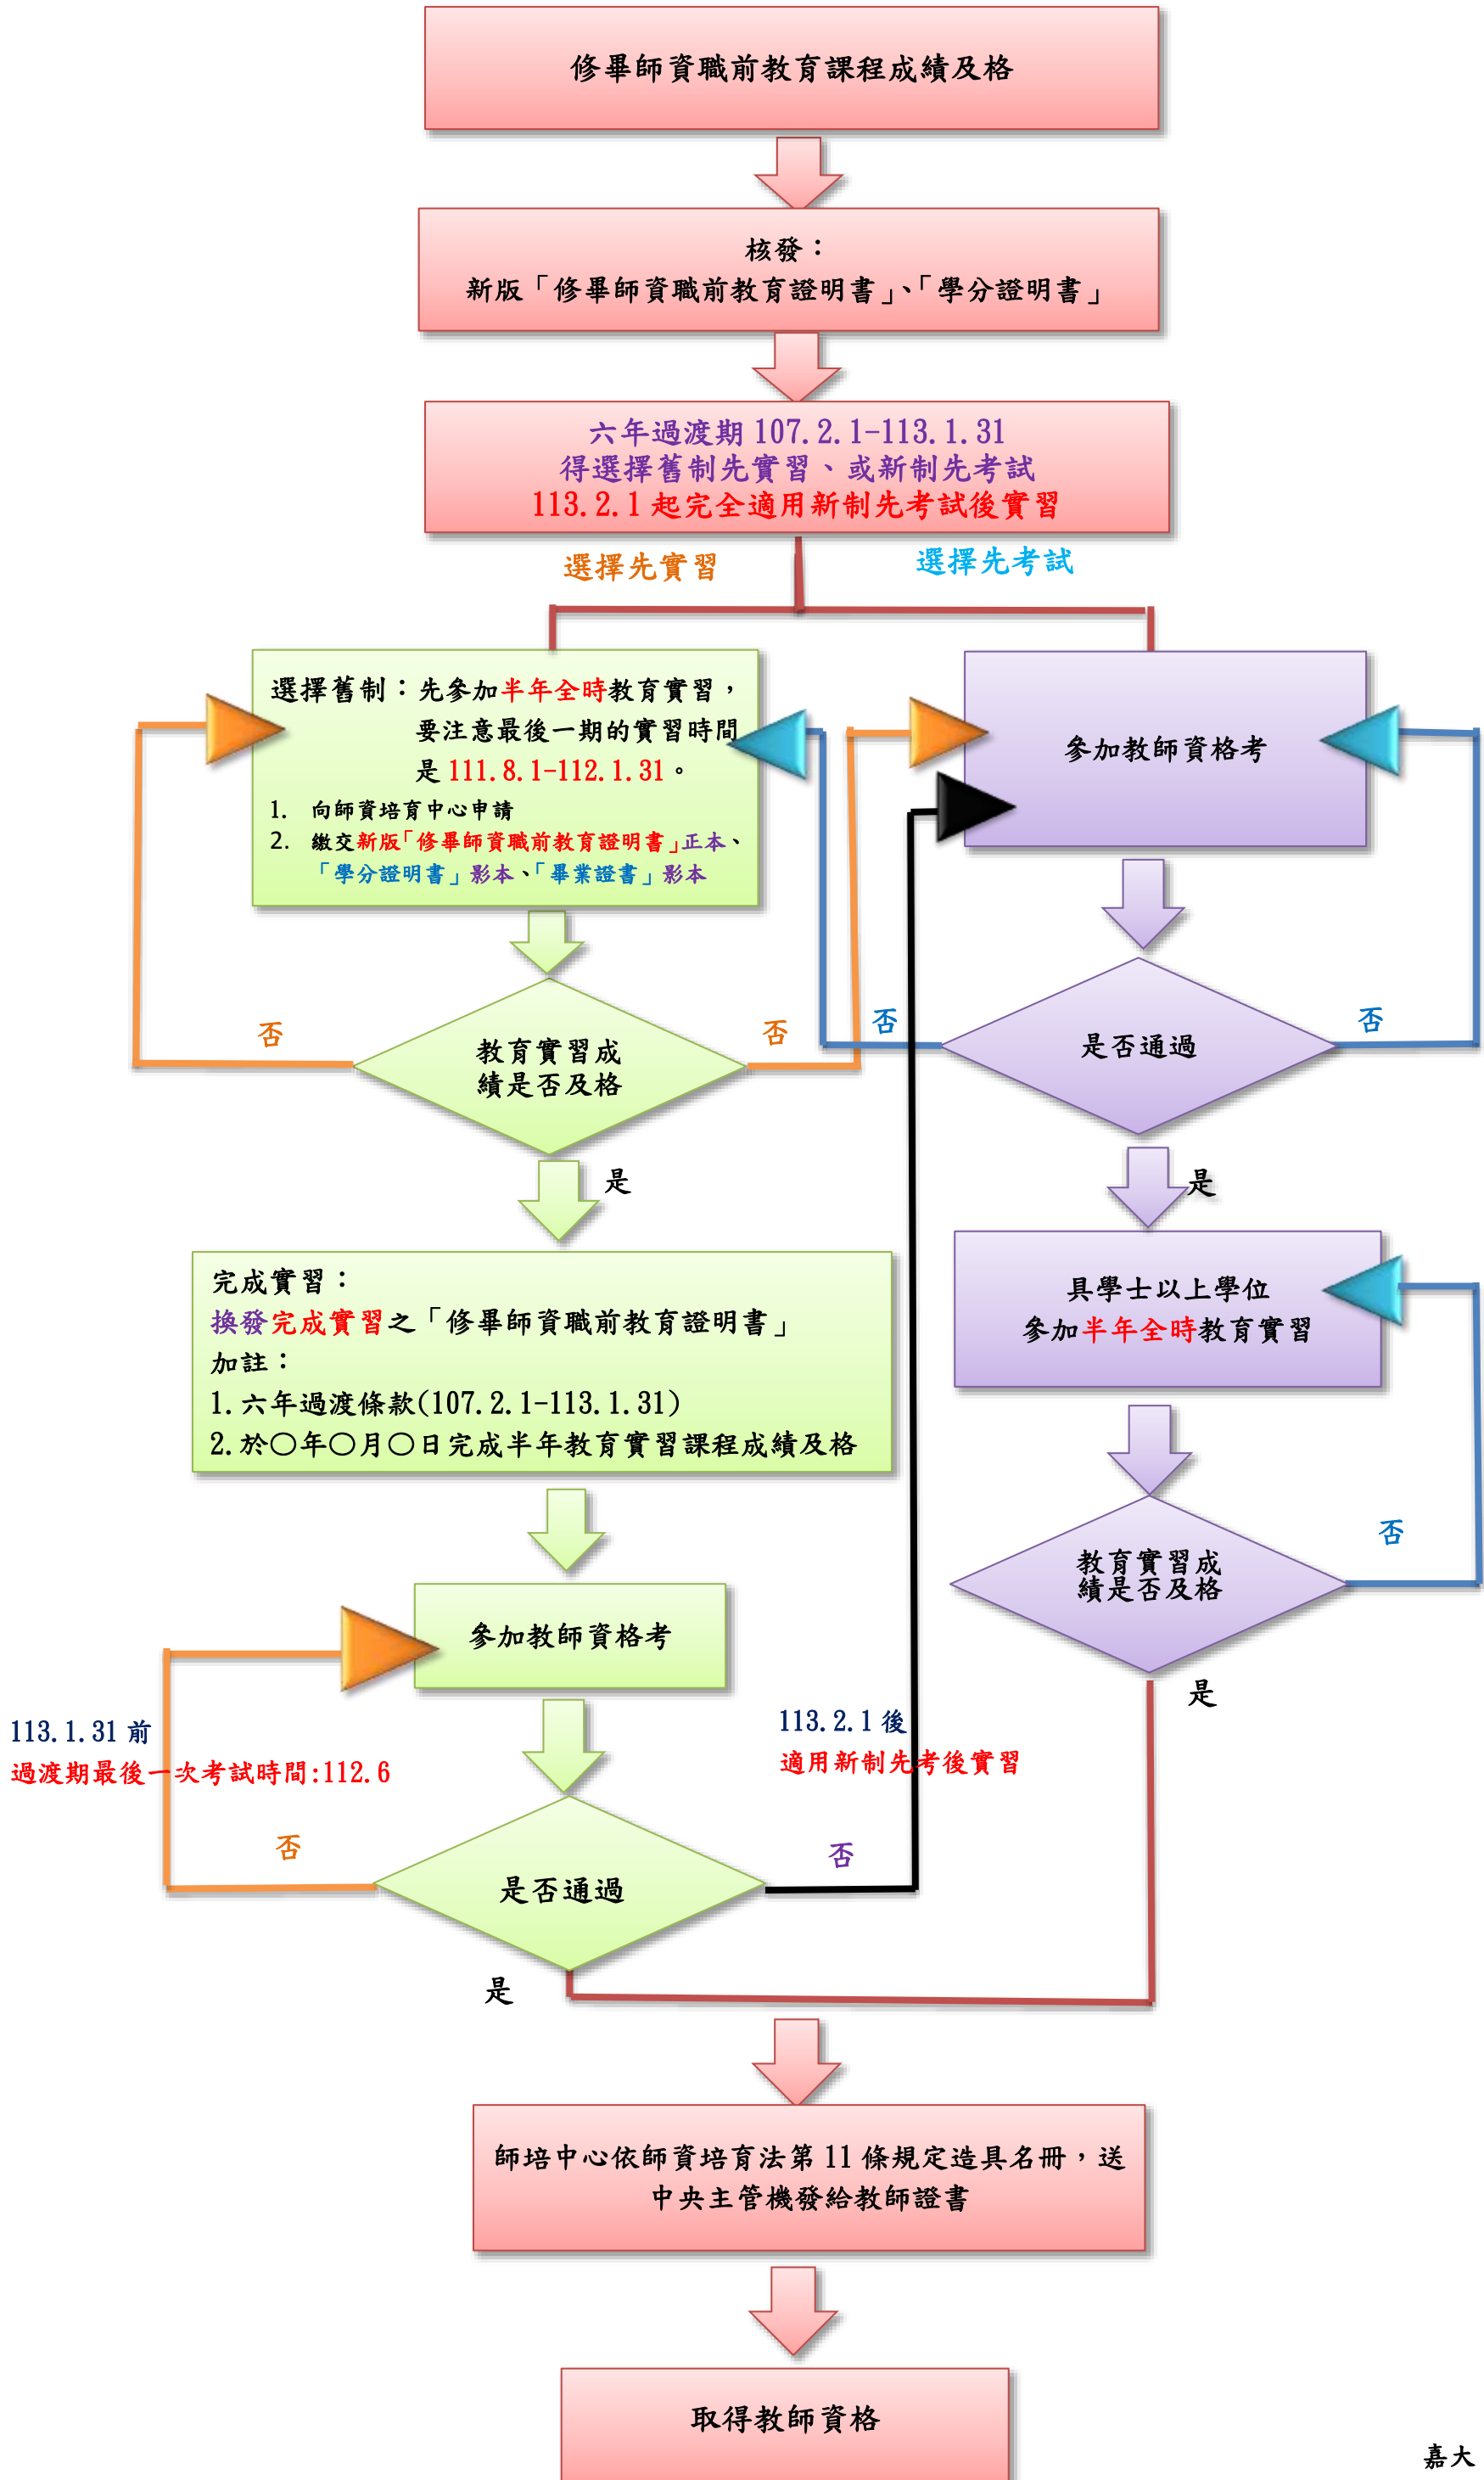 修畢師資職前教育課程成績及格
核發：
新版「修畢師資職前教育證明書」、「學分證明書」
六年過渡期 107.2.1-113.1.31
得選擇舊制先實習、或新制先考試
113.2.1 起完全適用新制先考試後實習
選擇先實習
選擇先考試
選擇舊制：先參加半年全時教育實習，
要注意最後一期的實習時間
是 111.8.1-112.1.31。
1. 向師資培育中心申請
2. 繳交新版「修畢師資職前教育證明書」正本、
「學分證明書」影本、「畢業證書」影本
參加教師資格考
否
教育實習成
績是否及格
否
否
是否通過
否
是
是
完成實習：
換發完成實習之「修畢師資職前教育證明書」
加註：
1.六年過渡條款(107.2.1-113.1.31)
2.於○年○月○日完成半年教育實習課程成績及格
具學士以上學位
參加半年全時教育實習
教育實習成
績是否及格
否
參加教師資格考
是
113.1.31 前
過渡期最後一次考試時間:112.6
113.2.1 後
適用新制先考後實習
否
是否通過
否
是
師培中心依師資培育法第 11 條規定造具名冊，送
中央主管機發給教師證書
取得教師資格
嘉大